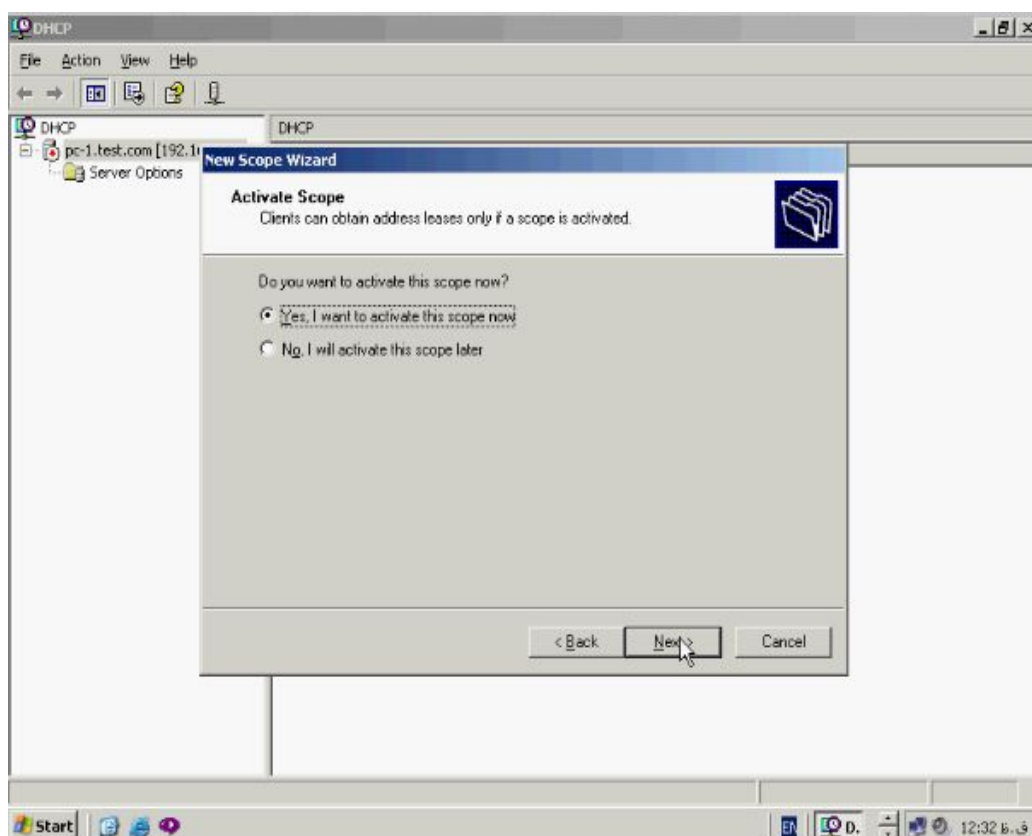 DHCP
File Action View Help
DHCP
DHCP
pc-1.test.com [192.1
Server Options
New Scope Wizard
Activate Scope
Clients can obtain address leases only if a scope is activated.
Do you want to activate this scope now?
Yes, I want to activate this scope now
No, I will activate this scope later
< Back
Next >
Cancel
Start
EN
D.
12:32 ق.ظ